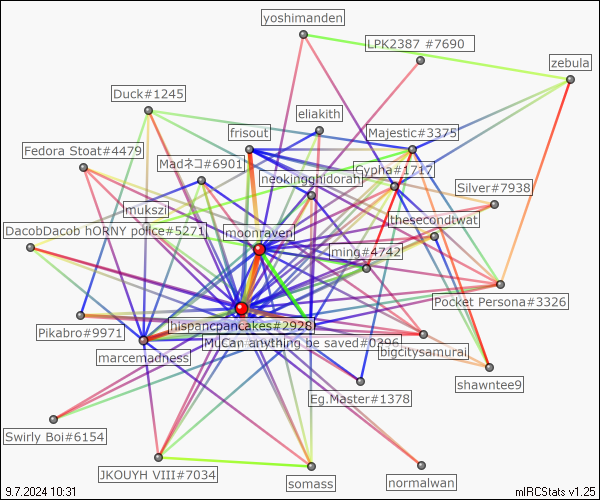 yoshimanden
LPK2387 #7690
zebula
Duck#1245
eliakith
frisout
Majestic#3375
Fedora Stoat#4479
Madネコ#6901
Cypha#1717
neokingghidorah
Silver#7938
mukszi
thesecondtwat
DacobDacob hORNY police#5271
moonraven
ming#4742
Pocket Persona#3326
Pikabro#9971
hispancpancakes#2928
marcemadness
Can anything be saved#0396
bigcitysamurai
shawntee9
Eg.Master#1378
Swirly Boi#6154
JKOUYH VIII#7034
somass
normalwan
9.7.2024 10:31
mIRCStats v1.25